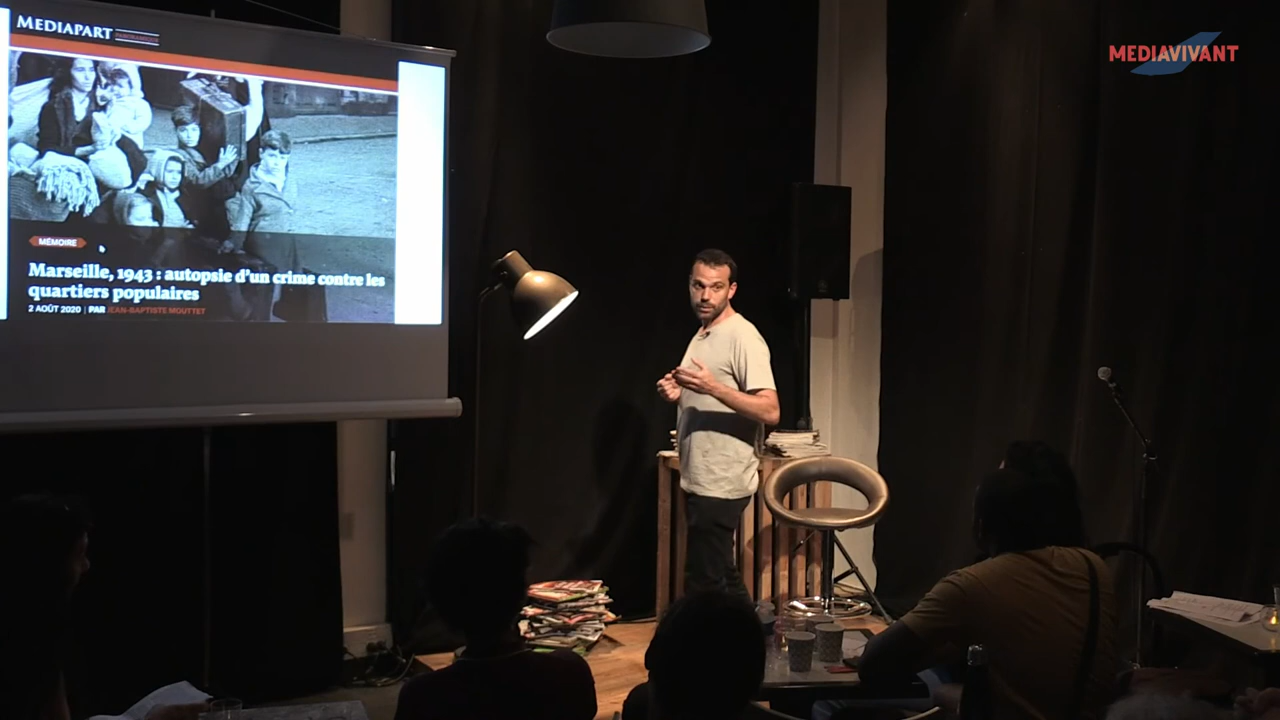 MEDIAPART
PANORAMIQUE
MEDIAVIVANT
MÉMOIRE
Marseille, 1943 : autopsie d'un crime contre les
quartiers populaires
2 AOÛT 2020 | PAR JEAN-BAPTISTE MOUTTET